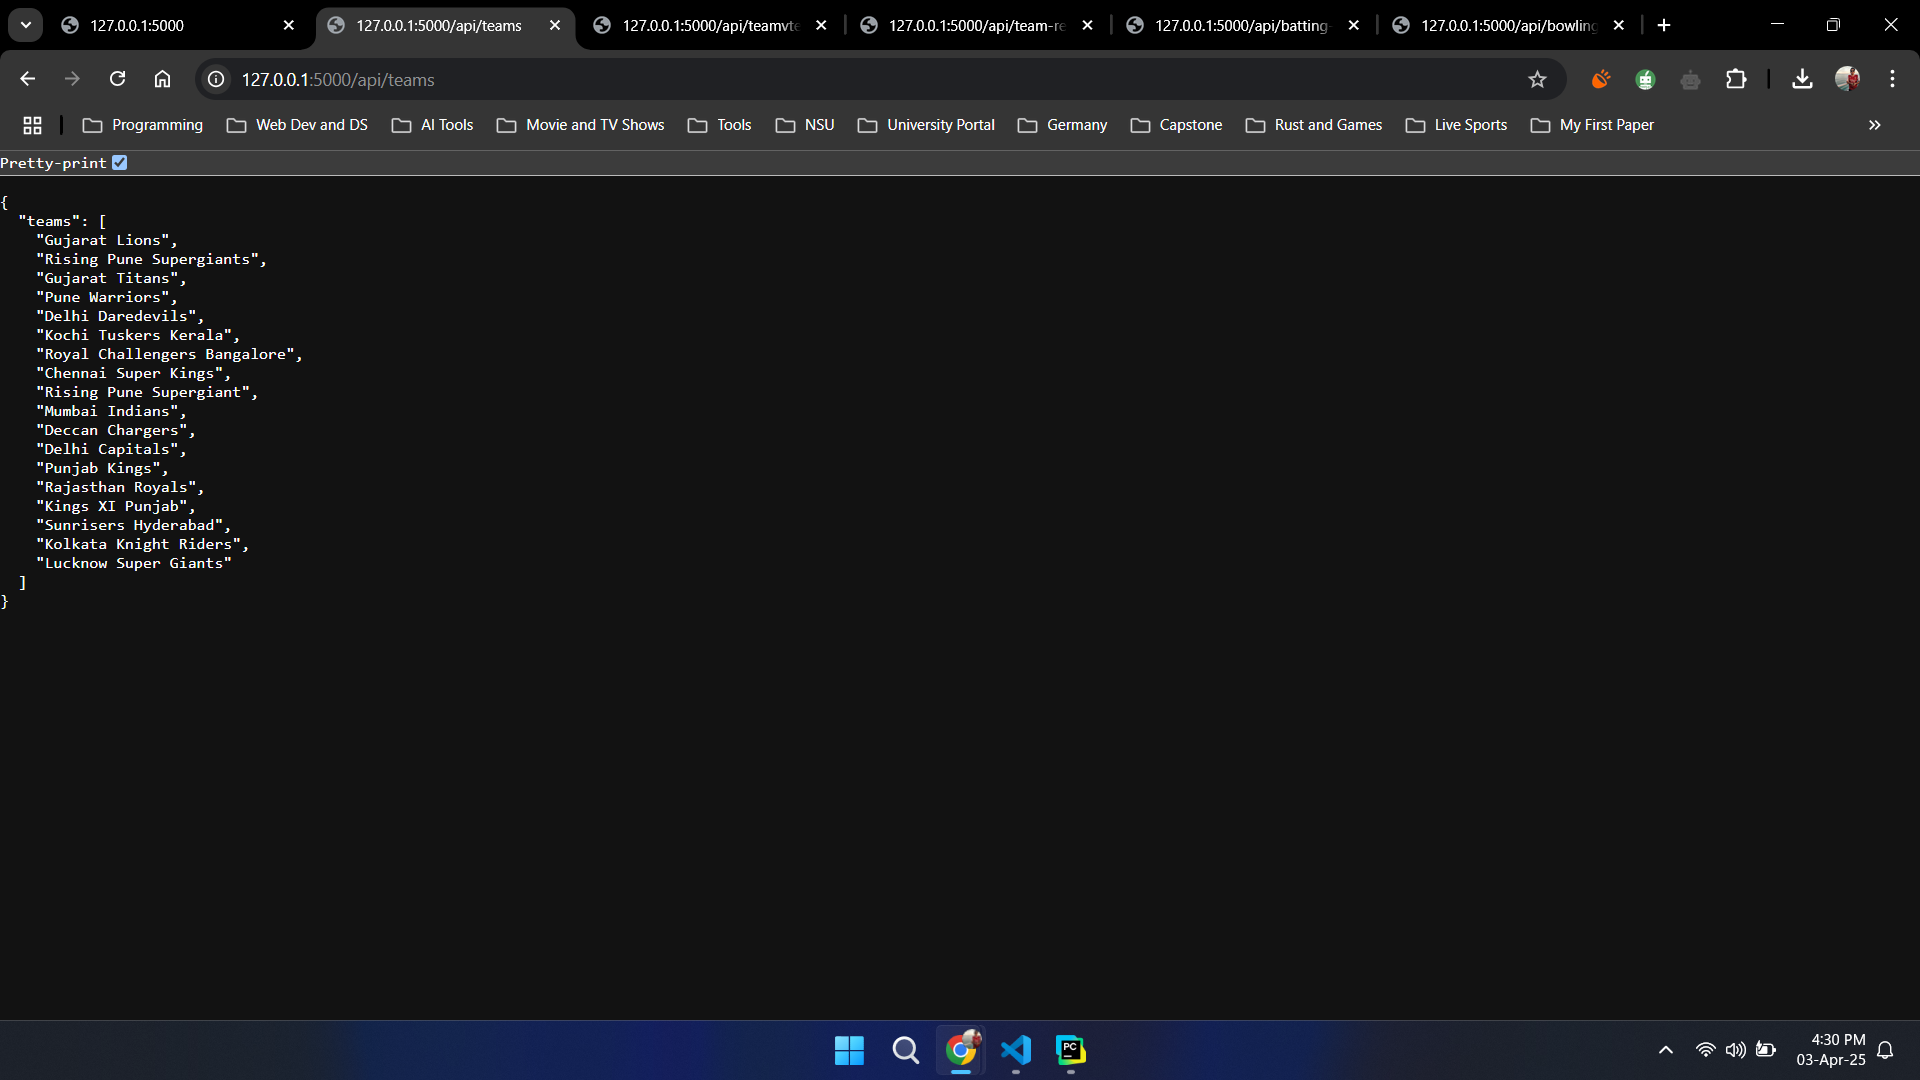 127.0.0.1:5000
127.0.0.1:5000/api/teams
127.0.0.1:5000/api/teamvte
127.0.0.1:5000/api/team-re
127.0.0.1:5000/api/batting-
127.0.0.1:5000/api/bowling
127.0.0.1:5000/api/teams
Programming
Web Dev and DS
AI Tools
Movie and TV Shows
Tools
NSU
University Portal
Germany
Capstone
Rust and Games
Live Sports
My First Paper
Pretty-print
{
"teams": [
"Gujarat Lions",
"Rising Pune Supergiants",
"Gujarat Titans",
"Pune Warriors",
"Delhi Daredevils",
"Kochi Tuskers Kerala",
"Royal Challengers Bangalore",
"Chennai Super Kings",
"Rising Pune Supergiant",
"Mumbai Indians",
"Deccan Chargers",
"Delhi Capitals",
"Punjab Kings",
"Rajasthan Royals",
"Kings XI Punjab",
"Sunrisers Hyderabad",
"Kolkata Knight Riders",
"Lucknow Super Giants"
]
}
PC
4:30 PM
03-Apr-25